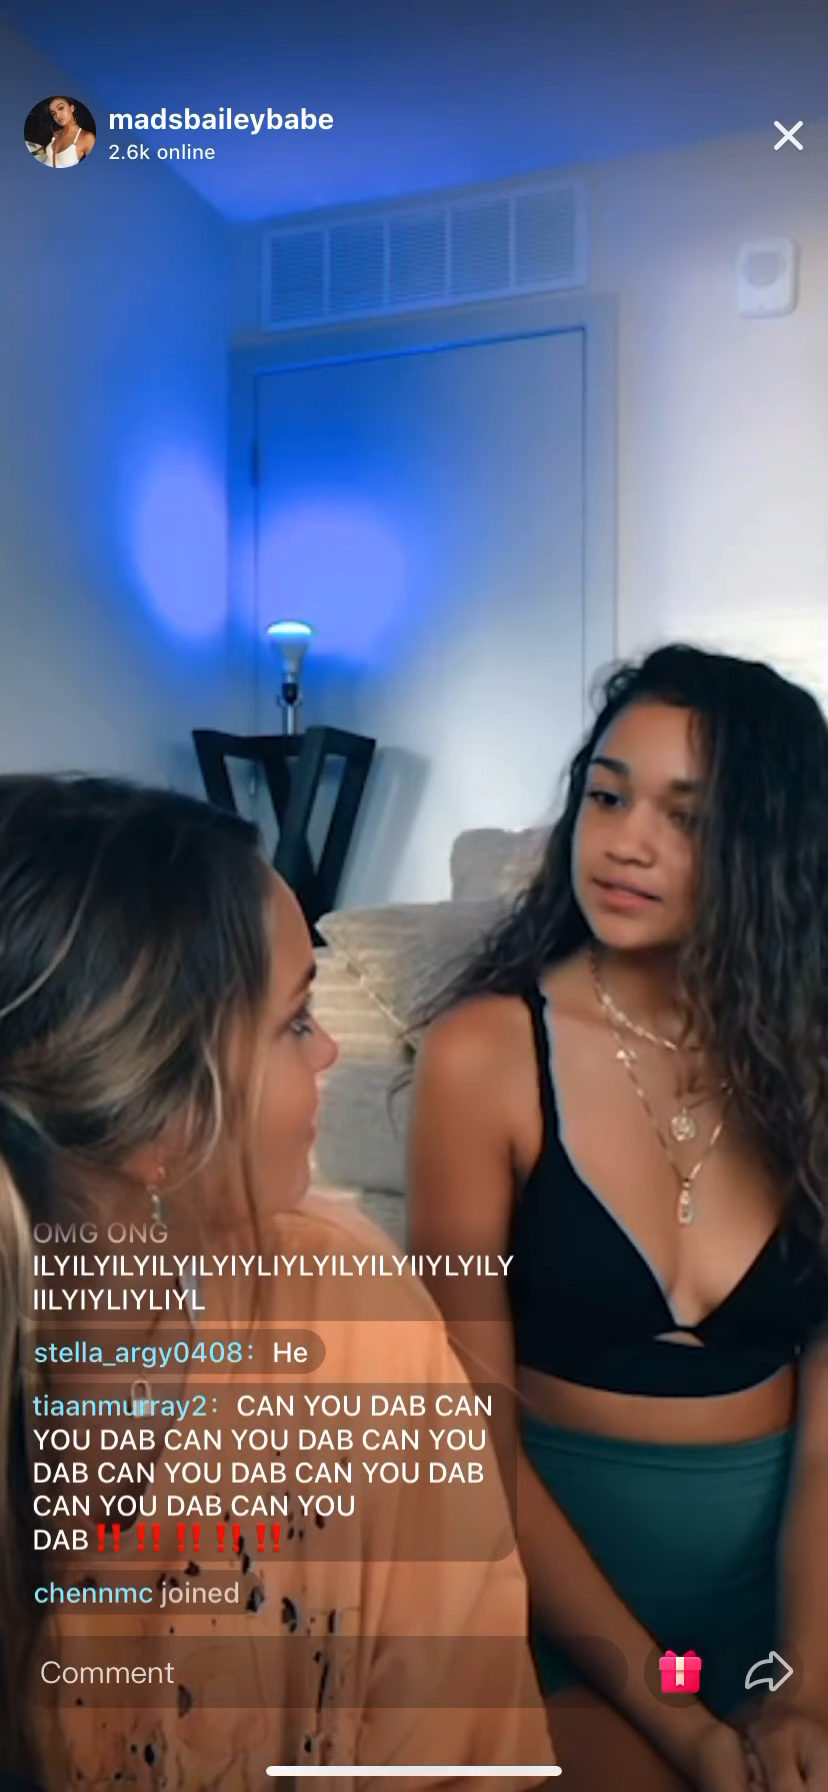 madsbaileybabe
2.6k online
OMG ONG
ILYILYILYILYILYIYLIYLYILYILYIIYLYILY
IILYIYLIYLIYL
stella_argy0408: He
tiaanmurray2: CAN YOU DAB CAN
YOU DAB CAN YOU DAB CAN YOU
DAB CAN YOU DAB CAN YOU DAB
CAN YOU DAB CAN YOU
DAB‼️‼️‼️‼️‼️
chennmc joined
Comment